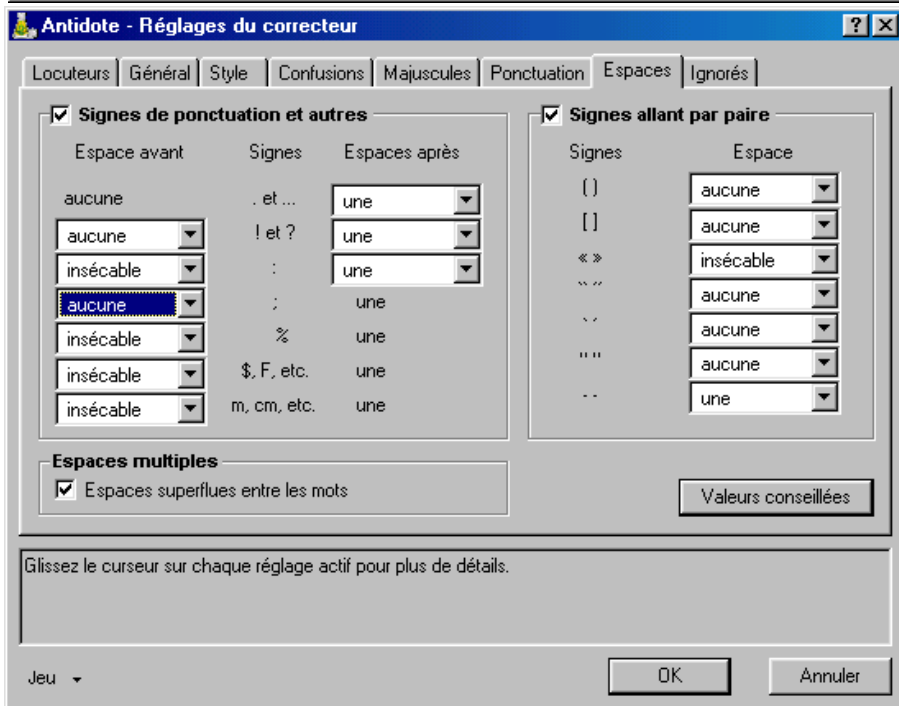 Antidote - Réglages du correcteur
Locuteurs Général Style Confusions Majuscules Ponctuation Espaces Ignorés
Signes de ponctuation et autres
Espace avant Signes Espaces après
aucune . et ... une
aucune ! et ? une
insécable : une
aucune ; une
insécable % une
insécable $, F, etc. une
insécable m, cm, etc. une
Espaces multiples
Espaces superflues entre les mots
Signes allant par paire
Signes Espace
( ) aucune
[ ] aucune
« » insécable
“ ” aucune
‘ ’ aucune
" " aucune
- - une
Valeurs conseillées
Glissez le curseur sur chaque réglage actif pour plus de détails.
Jeu OK Annuler